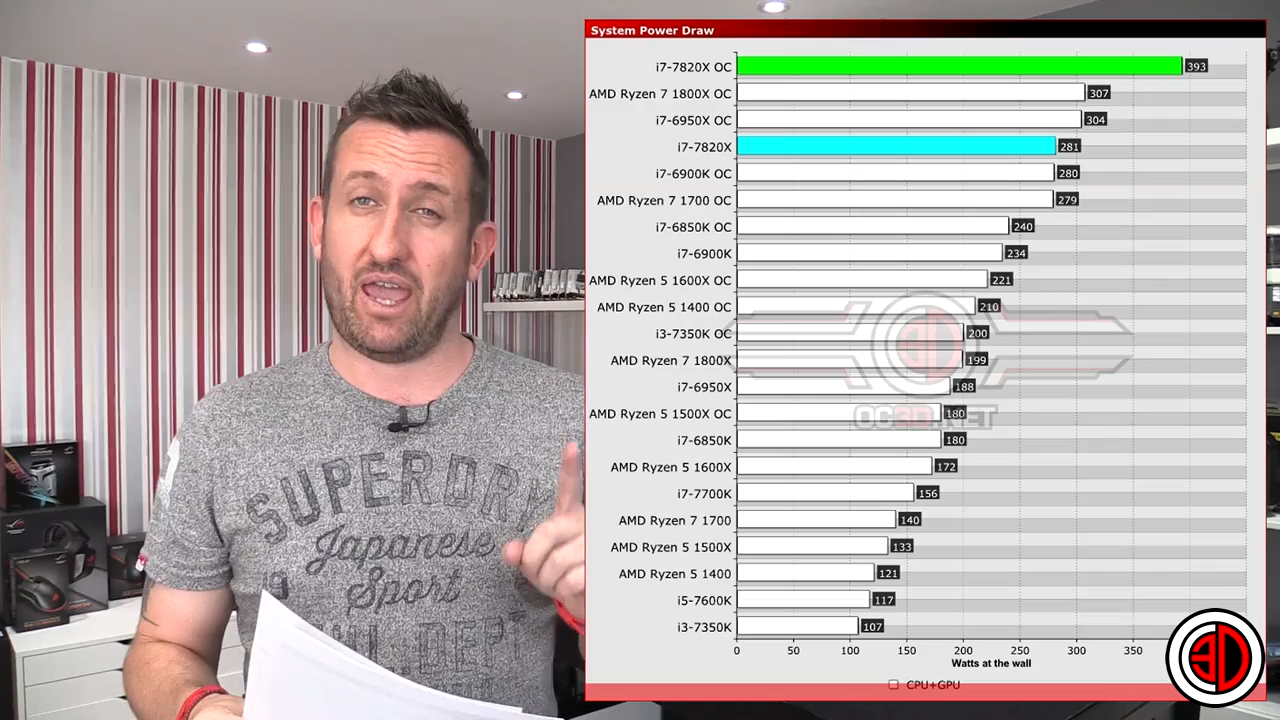 System Power Draw
i7-7820X OC 393
AMD Ryzen 7 1800X OC 307
i7-6950X OC 304
i7-7820X 281
i7-6900K OC 280
AMD Ryzen 7 1700 OC 279
i7-6850K OC 240
i7-6900K 234
AMD Ryzen 5 1600X OC 221
AMD Ryzen 5 1400 OC 210
i3-7350K OC 200
AMD Ryzen 7 1800X 199
i7-6950X 188
AMD Ryzen 5 1500X OC 180
i7-6850K 180
AMD Ryzen 5 1600X 172
i7-7700K 156
AMD Ryzen 7 1700 140
AMD Ryzen 5 1500X 133
AMD Ryzen 5 1400 121
i5-7600K 117
i3-7350K 107
0 50 100 150 200 250 300 350
Watts at the wall
CPU+GPU
OC3D.NET
3D
SUPERDRY
Japanese
Sport
DEPT